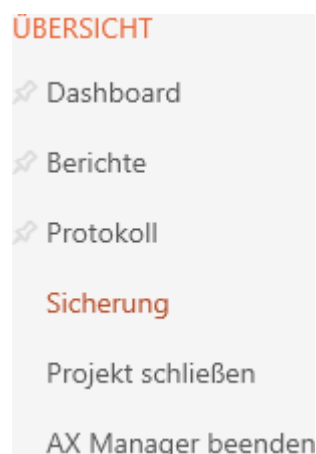 ÜBERSICHT
Dashboard
Berichte
Protokoll
Sicherung
Projekt schließen
AX Manager beenden